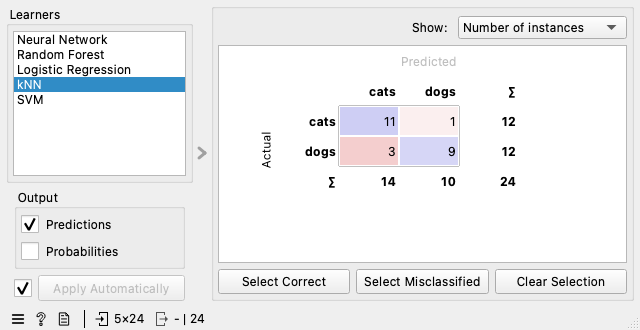 Learners
Neural Network
Random Forest
Logistic Regression
kNN
SVM
Output
Predictions
Probabilities
Apply Automatically
5x24
- | 24
Show: Number of instances
Predicted
cats dogs ∑
Actual
cats 11 1 12
dogs 3 9 12
∑ 14 10 24
Select Correct Select Misclassified Clear Selection